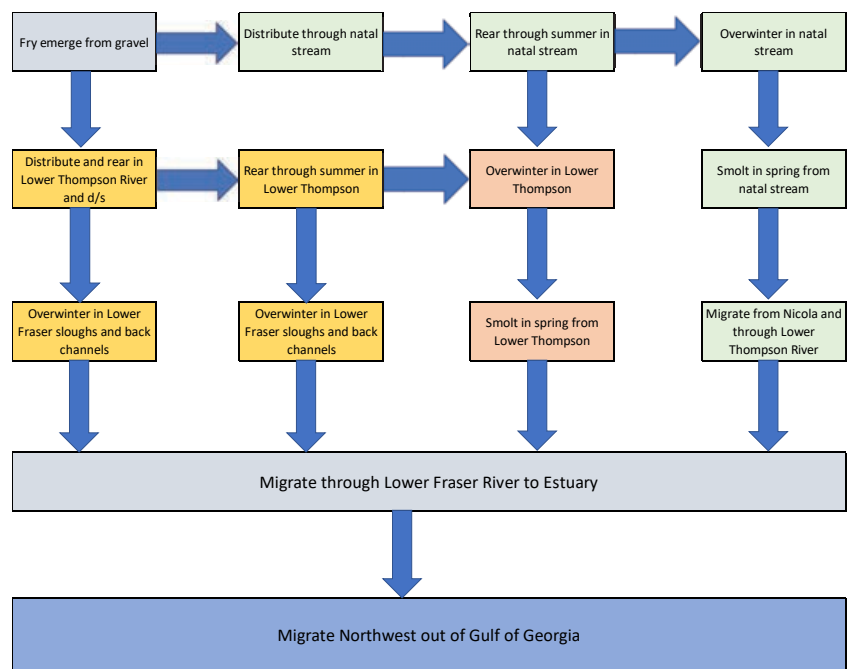 Fry emerge from gravel
Distribute through natal
stream
Rear through summer in
natal stream
Overwinter in natal
stream
Distribute and rear in
Lower Thompson River
and d/s
Rear through summer in
Lower Thompson
Overwinter in Lower
Thompson
Smolt in spring from
natal stream
Overwinter in Lower
Fraser sloughs and back
channels
Overwinter in Lower
Fraser sloughs and back
channels
Smolt in spring from
Lower Thompson
Migrate from Nicola and
through Lower
Thompson River
Migrate through Lower Fraser River to Estuary
Migrate Northwest out of Gulf of Georgia